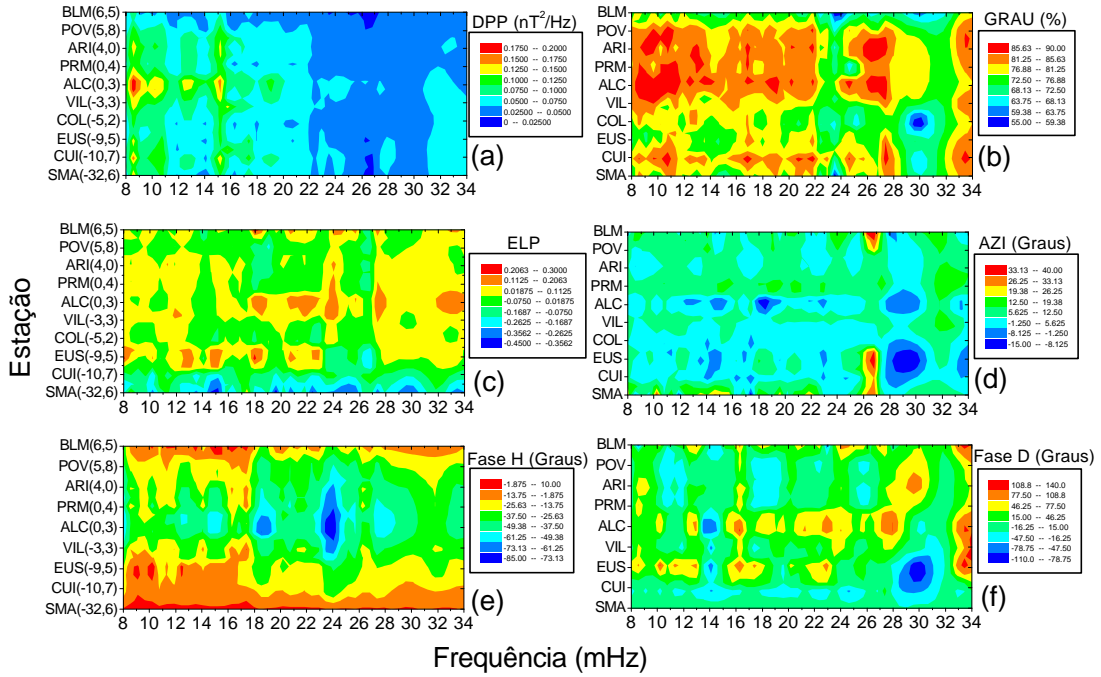 DPP (nT²/Hz)
BLM(6,5)
POV(5,8)
ARI(4,0)
PRM(0,4)
ALC(0,3)
VIL(-3,3)
COL(-5,2)
EUS(-9,5)
CUI(-10,7)
SMA(-32,6)
0.1750 -- 0.2000
0.1500 -- 0.1750
0.1250 -- 0.1500
0.1000 -- 0.1250
0.0750 -- 0.1000
0.0500 -- 0.0750
0.02500 -- 0.0500
0 -- 0.02500
(a)
8 10 12 14 16 18 20 22 24 26 28 30 32 34
GRAU (%)
BLM
POV
ARI
PRM
ALC
VIL
COL
EUS
CUI
SMA
85.63 -- 90.00
81.25 -- 85.63
76.88 -- 81.25
72.50 -- 76.88
68.13 -- 72.50
63.75 -- 68.13
59.38 -- 63.75
55.00 -- 59.38
(b)
8 10 12 14 16 18 20 22 24 26 28 30 32 34
Estação
ELP
BLM(6,5)
POV(5,8)
ARI(4,0)
PRM(0,4)
ALC(0,3)
VIL(-3,3)
COL(-5,2)
EUS(-9,5)
CUI(-10,7)
SMA(-32,6)
0.2063 -- 0.3000
0.1125 -- 0.2063
0.01875 -- 0.1125
-0.0750 -- 0.01875
-0.1687 -- -0.0750
-0.2625 -- -0.1687
-0.3562 -- -0.2625
-0.4500 -- -0.3562
(c)
8 10 12 14 16 18 20 22 24 26 28 30 32 34
AZI (Graus)
BLM
POV
ARI
PRM
ALC
VIL
COL
EUS
CUI
SMA
33.13 -- 40.00
26.25 -- 33.13
19.38 -- 26.25
12.50 -- 19.38
5.625 -- 12.50
-1.250 -- 5.625
-8.125 -- -1.250
-15.00 -- -8.125
(d)
8 10 12 14 16 18 20 22 24 26 28 30 32 34
Fase H (Graus)
BLM(6,5)
POV(5,8)
ARI(4,0)
PRM(0,4)
ALC(0,3)
VIL(-3,3)
EUS(-9,5)
CUI(-10,7)
SMA(-32,6)
-1.875 -- 10.00
-13.75 -- -1.875
-25.63 -- -13.75
-37.50 -- -25.63
-49.38 -- -37.50
-61.25 -- -49.38
-73.13 -- -61.25
-85.00 -- -73.13
(e)
8 10 12 14 16 18 20 22 24 26 28 30 32 34
Fase D (Graus)
BLM
POV
ARI
PRM
ALC
VIL
EUS
CUI
SMA
108.8 -- 140.0
77.50 -- 108.8
46.25 -- 77.50
15.00 -- 46.25
-16.25 -- 15.00
-47.50 -- -16.25
-78.75 -- -47.50
-110.0 -- -78.75
(f)
8 10 12 14 16 18 20 22 24 26 28 30 32 34
Frequência (mHz)